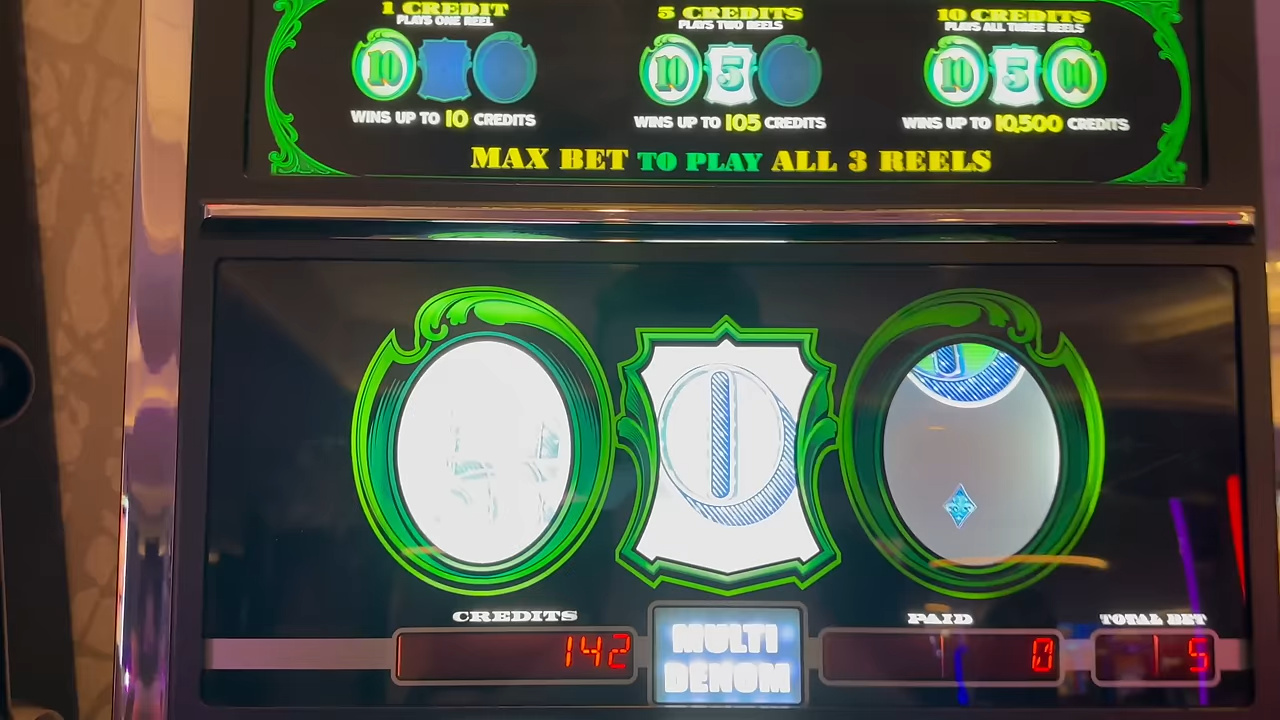 1 CREDIT
PLAYS ONE REEL
10
WINS UP TO 10 CREDITS
5 CREDITS
PLAYS TWO REELS
10 5
WINS UP TO 105 CREDITS
10 CREDITS
PLAYS ALL THREE REELS
10 5 00
WINS UP TO 10,500 CREDITS
MAX BET TO PLAY ALL 3 REELS
0
CREDITS
142
MULTI
DENOM
PAID
0
TOTAL BET
5